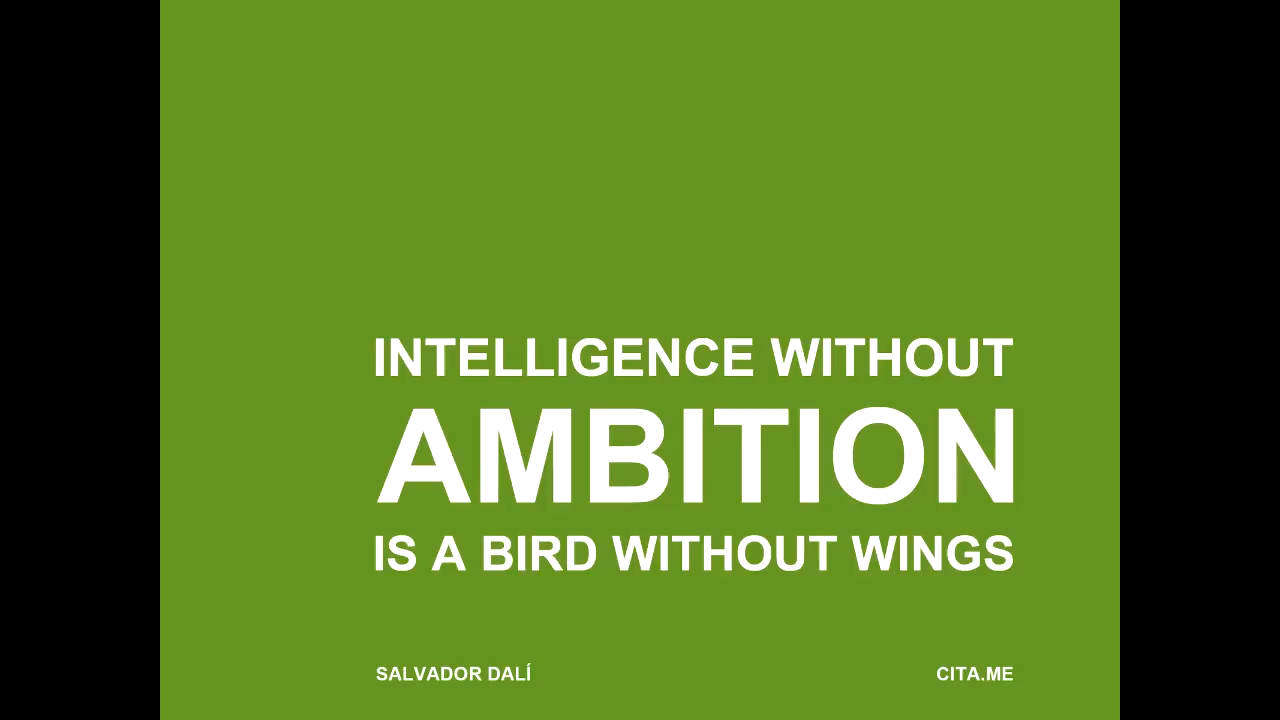 INTELLIGENCE WITHOUT
AMBITION
IS A BIRD WITHOUT WINGS
SALVADOR DALÍ CITA.ME